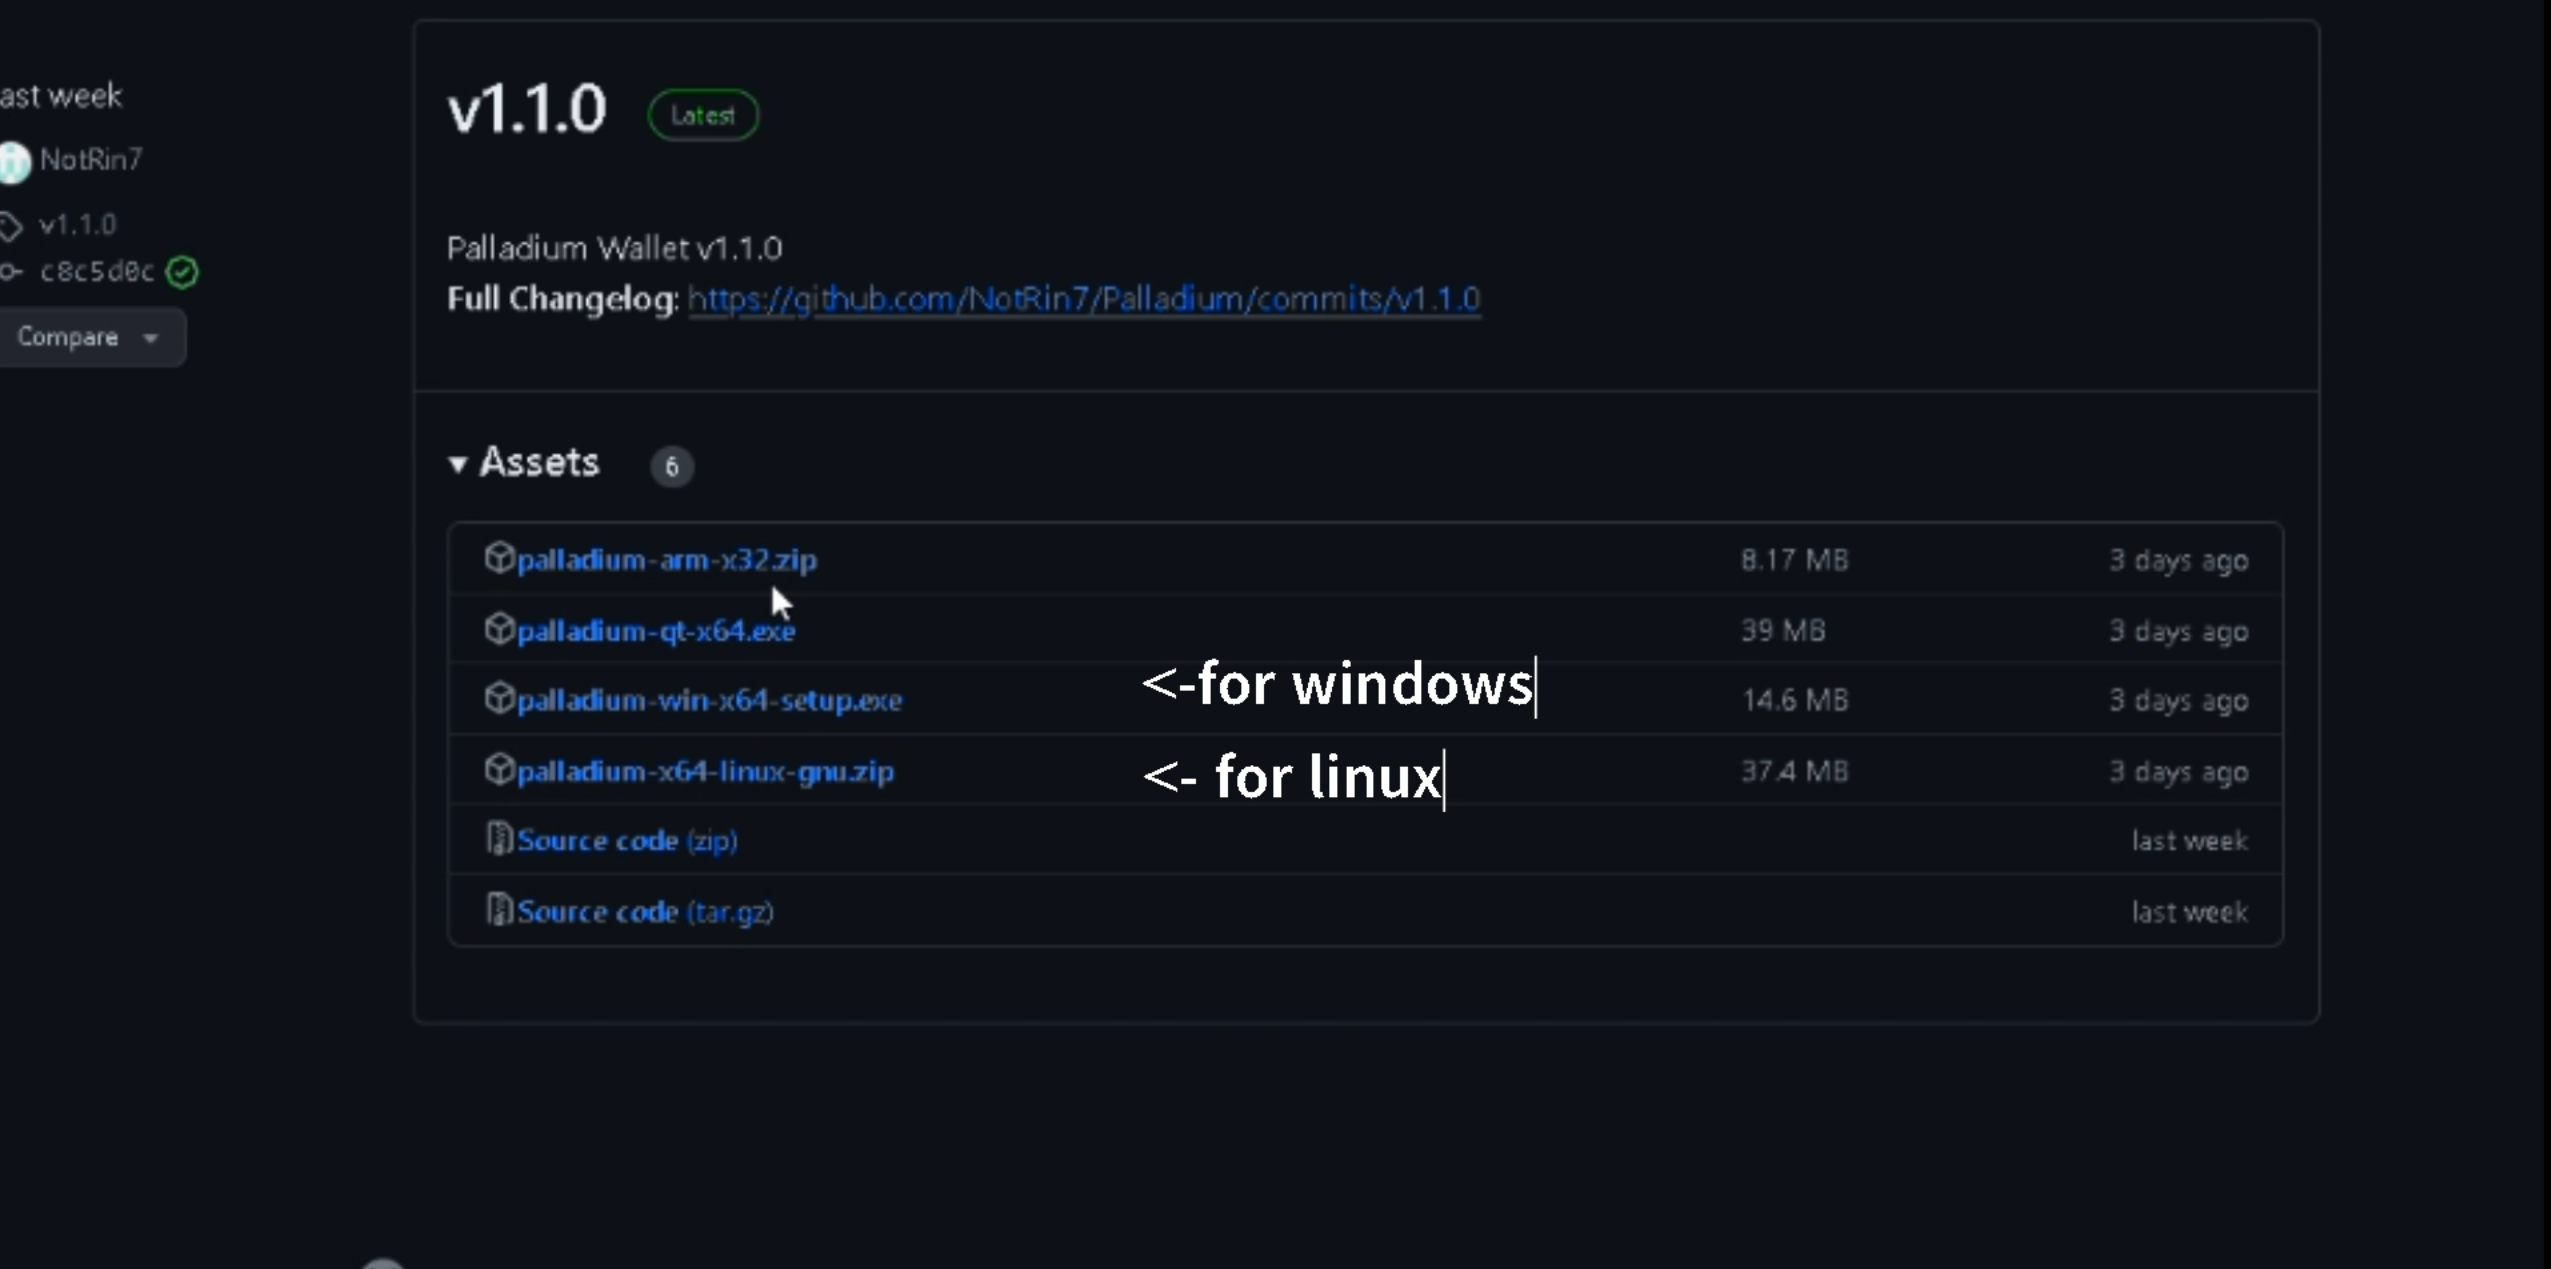 ast week
NotRin7
v1.1.0
c8c5d0c
Compare
v1.1.0 Latest
Palladium Wallet v1.1.0
Full Changelog: https://github.com/NotRin7/Palladium/commits/v1.1.0
Assets 6
palladium-arm-x32.zip 8.17 MB 3 days ago
palladium-qt-x64.exe 39 MB 3 days ago
<-for windows
palladium-win-x64-setup.exe 14.6 MB 3 days ago
palladium-x64-linux-gnu.zip <- for linux 37.4 MB 3 days ago
Source code (zip) last week
Source code (tar.gz) last week